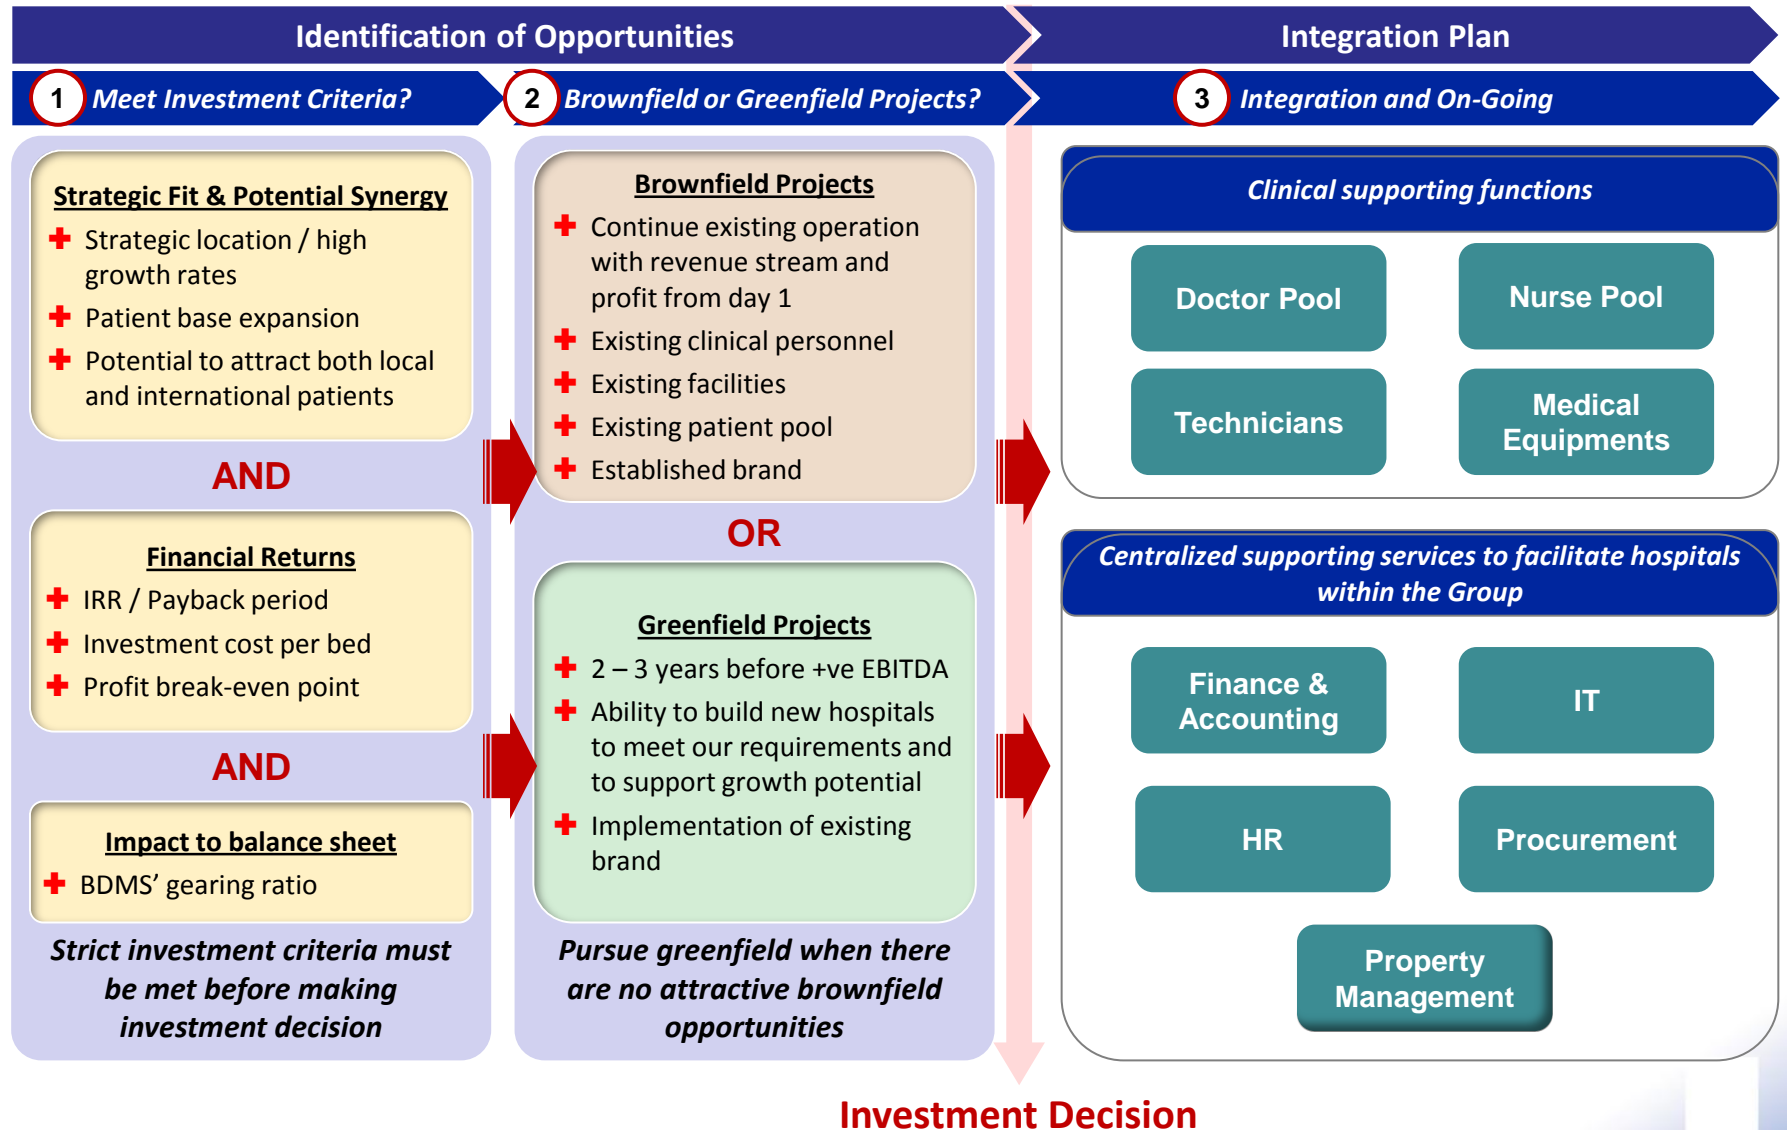 Identification of Opportunities
Integration Plan
1 Meet Investment Criteria?
2 Brownfield or Greenfield Projects?
3 Integration and On-Going
Strategic Fit & Potential Synergy
Strategic location / high
growth rates
Patient base expansion
Potential to attract both local
and international patients
AND
Financial Returns
IRR / Payback period
Investment cost per bed
Profit break-even point
AND
Impact to balance sheet
BDMS’ gearing ratio
Strict investment criteria must
be met before making
investment decision
Brownfield Projects
Continue existing operation
with revenue stream and
profit from day 1
Existing clinical personnel
Existing facilities
Existing patient pool
Established brand
OR
Greenfield Projects
2 – 3 years before +ve EBITDA
Ability to build new hospitals
to meet our requirements and
to support growth potential
Implementation of existing
brand
Pursue greenfield when there
are no attractive brownfield
opportunities
Clinical supporting functions
Doctor Pool
Nurse Pool
Technicians
Medical
Equipments
Centralized supporting services to facilitate hospitals
within the Group
Finance &
Accounting
IT
HR
Procurement
Property
Management
Investment Decision